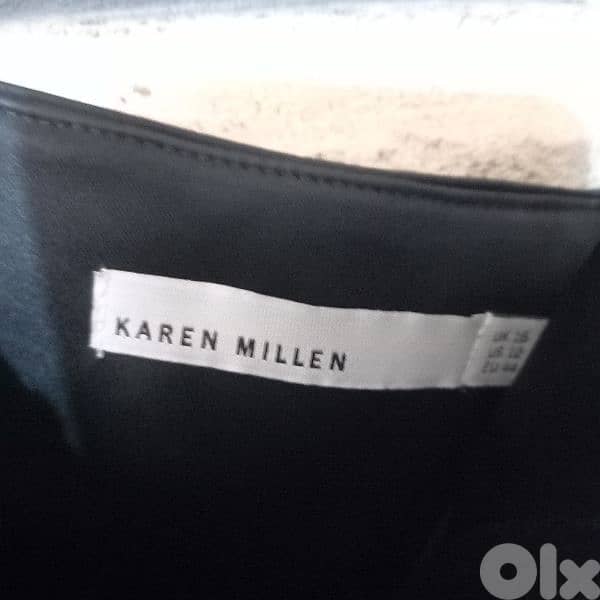 KAREN MILLEN
UK 16
US 12
EU 44
Olx